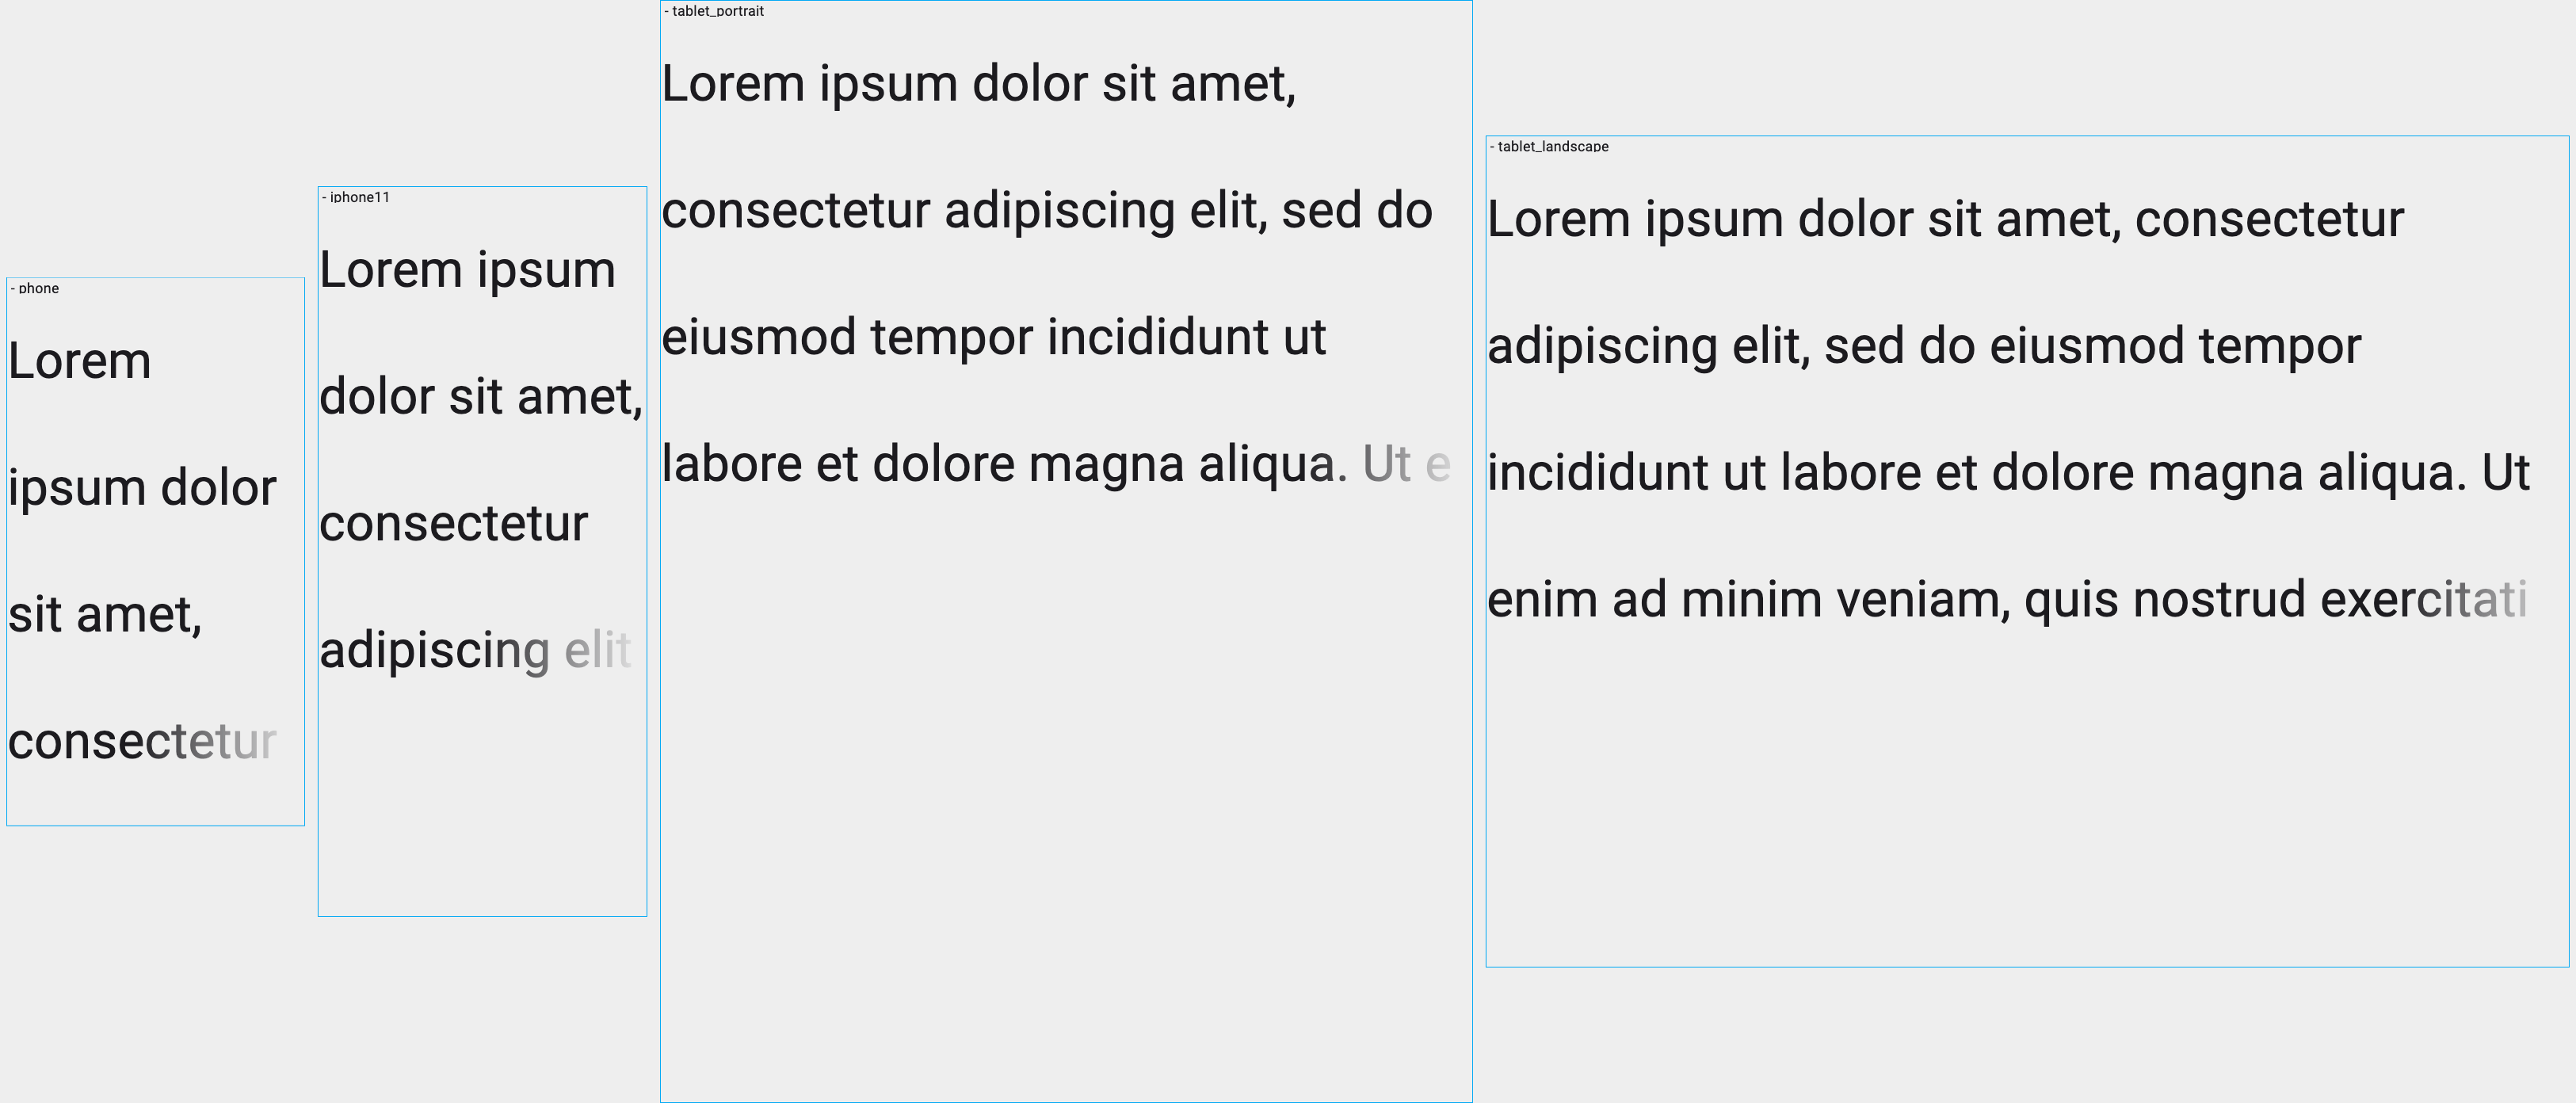 - phone
Lorem
ipsum dolor
sit amet,
consectetur
- iphone11
Lorem ipsum
dolor sit amet,
consectetur
adipiscing elit
- tablet_portrait
Lorem ipsum dolor sit amet,
consectetur adipiscing elit, sed do
eiusmod tempor incididunt ut
labore et dolore magna aliqua. Ut e
- tablet_landscape
Lorem ipsum dolor sit amet, consectetur
adipiscing elit, sed do eiusmod tempor
incididunt ut labore et dolore magna aliqua. Ut
enim ad minim veniam, quis nostrud exercitati